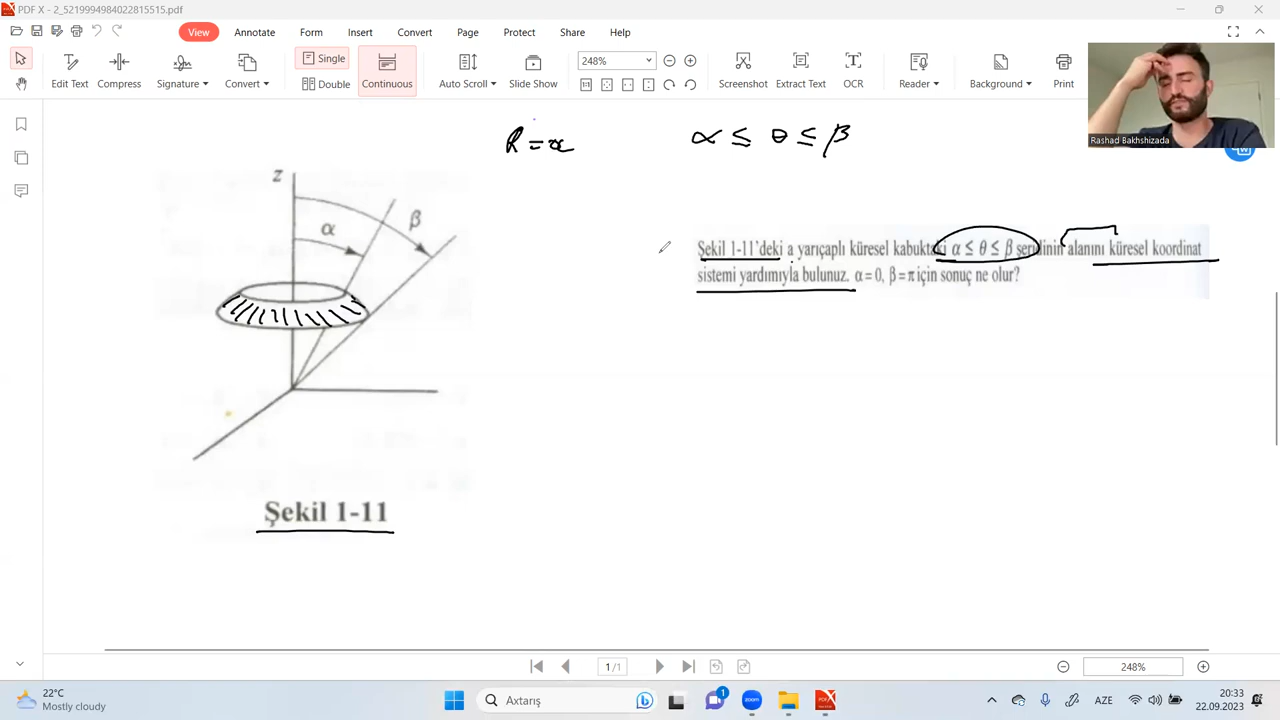 PDF X - 2_5219994984022815515.pdf
View Annotate Form Insert Convert Page Protect Share Help
Edit Text Compress Signature Convert Single Double Continuous Auto Scroll Slide Show 248% Screenshot Extract Text OCR Reader Print Background
Rashad Bakhshizada
R = a α ≤ θ ≤ β
z
α
β
Şekil 1-11'deki a yarıçaplı küresel kabuktaki α ≤ θ ≤ β şeridinin alanını küresel koordinat
sistemi yardımıyla bulunuz. α = 0, β = π için sonuç ne olur?
Şekil 1-11
1 /1 248%
22°C
Mostly cloudy
Axtarış
1
zoom
AZE
20:33
22.09.2023